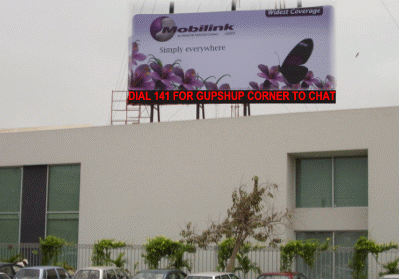 Widest Coverage
Mobilink
Simply everywhere
DIAL 141 FOR GUPSHUP CORNER TO CHAT